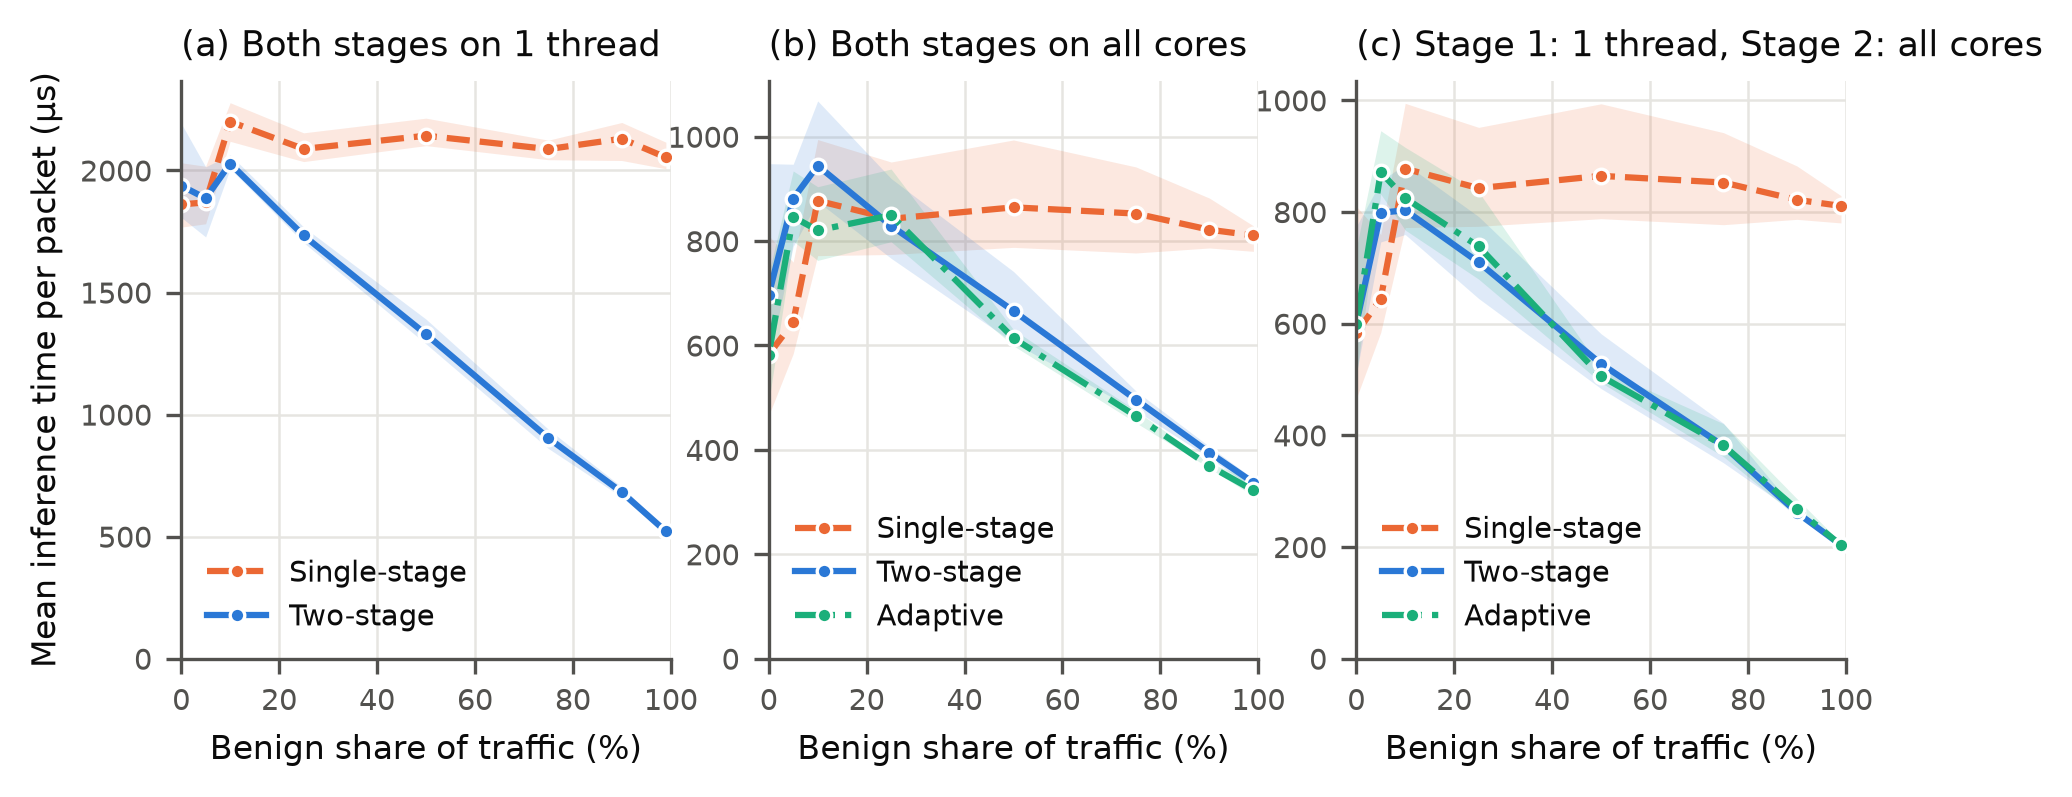 (a) Both stages on 1 thread
Mean inference time per packet (µs)
2000
1500
1000
500
0
Single-stage
Two-stage
0 20 40 60 80 100
Benign share of traffic (%)
(b) Both stages on all cores
1000
800
600
400
200
0
Single-stage
Two-stage
Adaptive
0 20 40 60 80 100
Benign share of traffic (%)
(c) Stage 1: 1 thread, Stage 2: all cores
1000
800
600
400
200
0
Single-stage
Two-stage
Adaptive
0 20 40 60 80 100
Benign share of traffic (%)